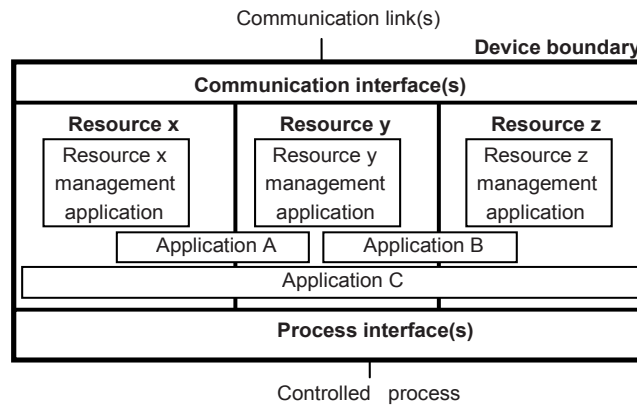 Communication link(s)
Device boundary
Communication interface(s)
Resource x
Resource y
Resource z
Resource x
management
application
Resource y
management
application
Resource z
management
application
Application A
Application B
Application C
Process interface(s)
Controlled process